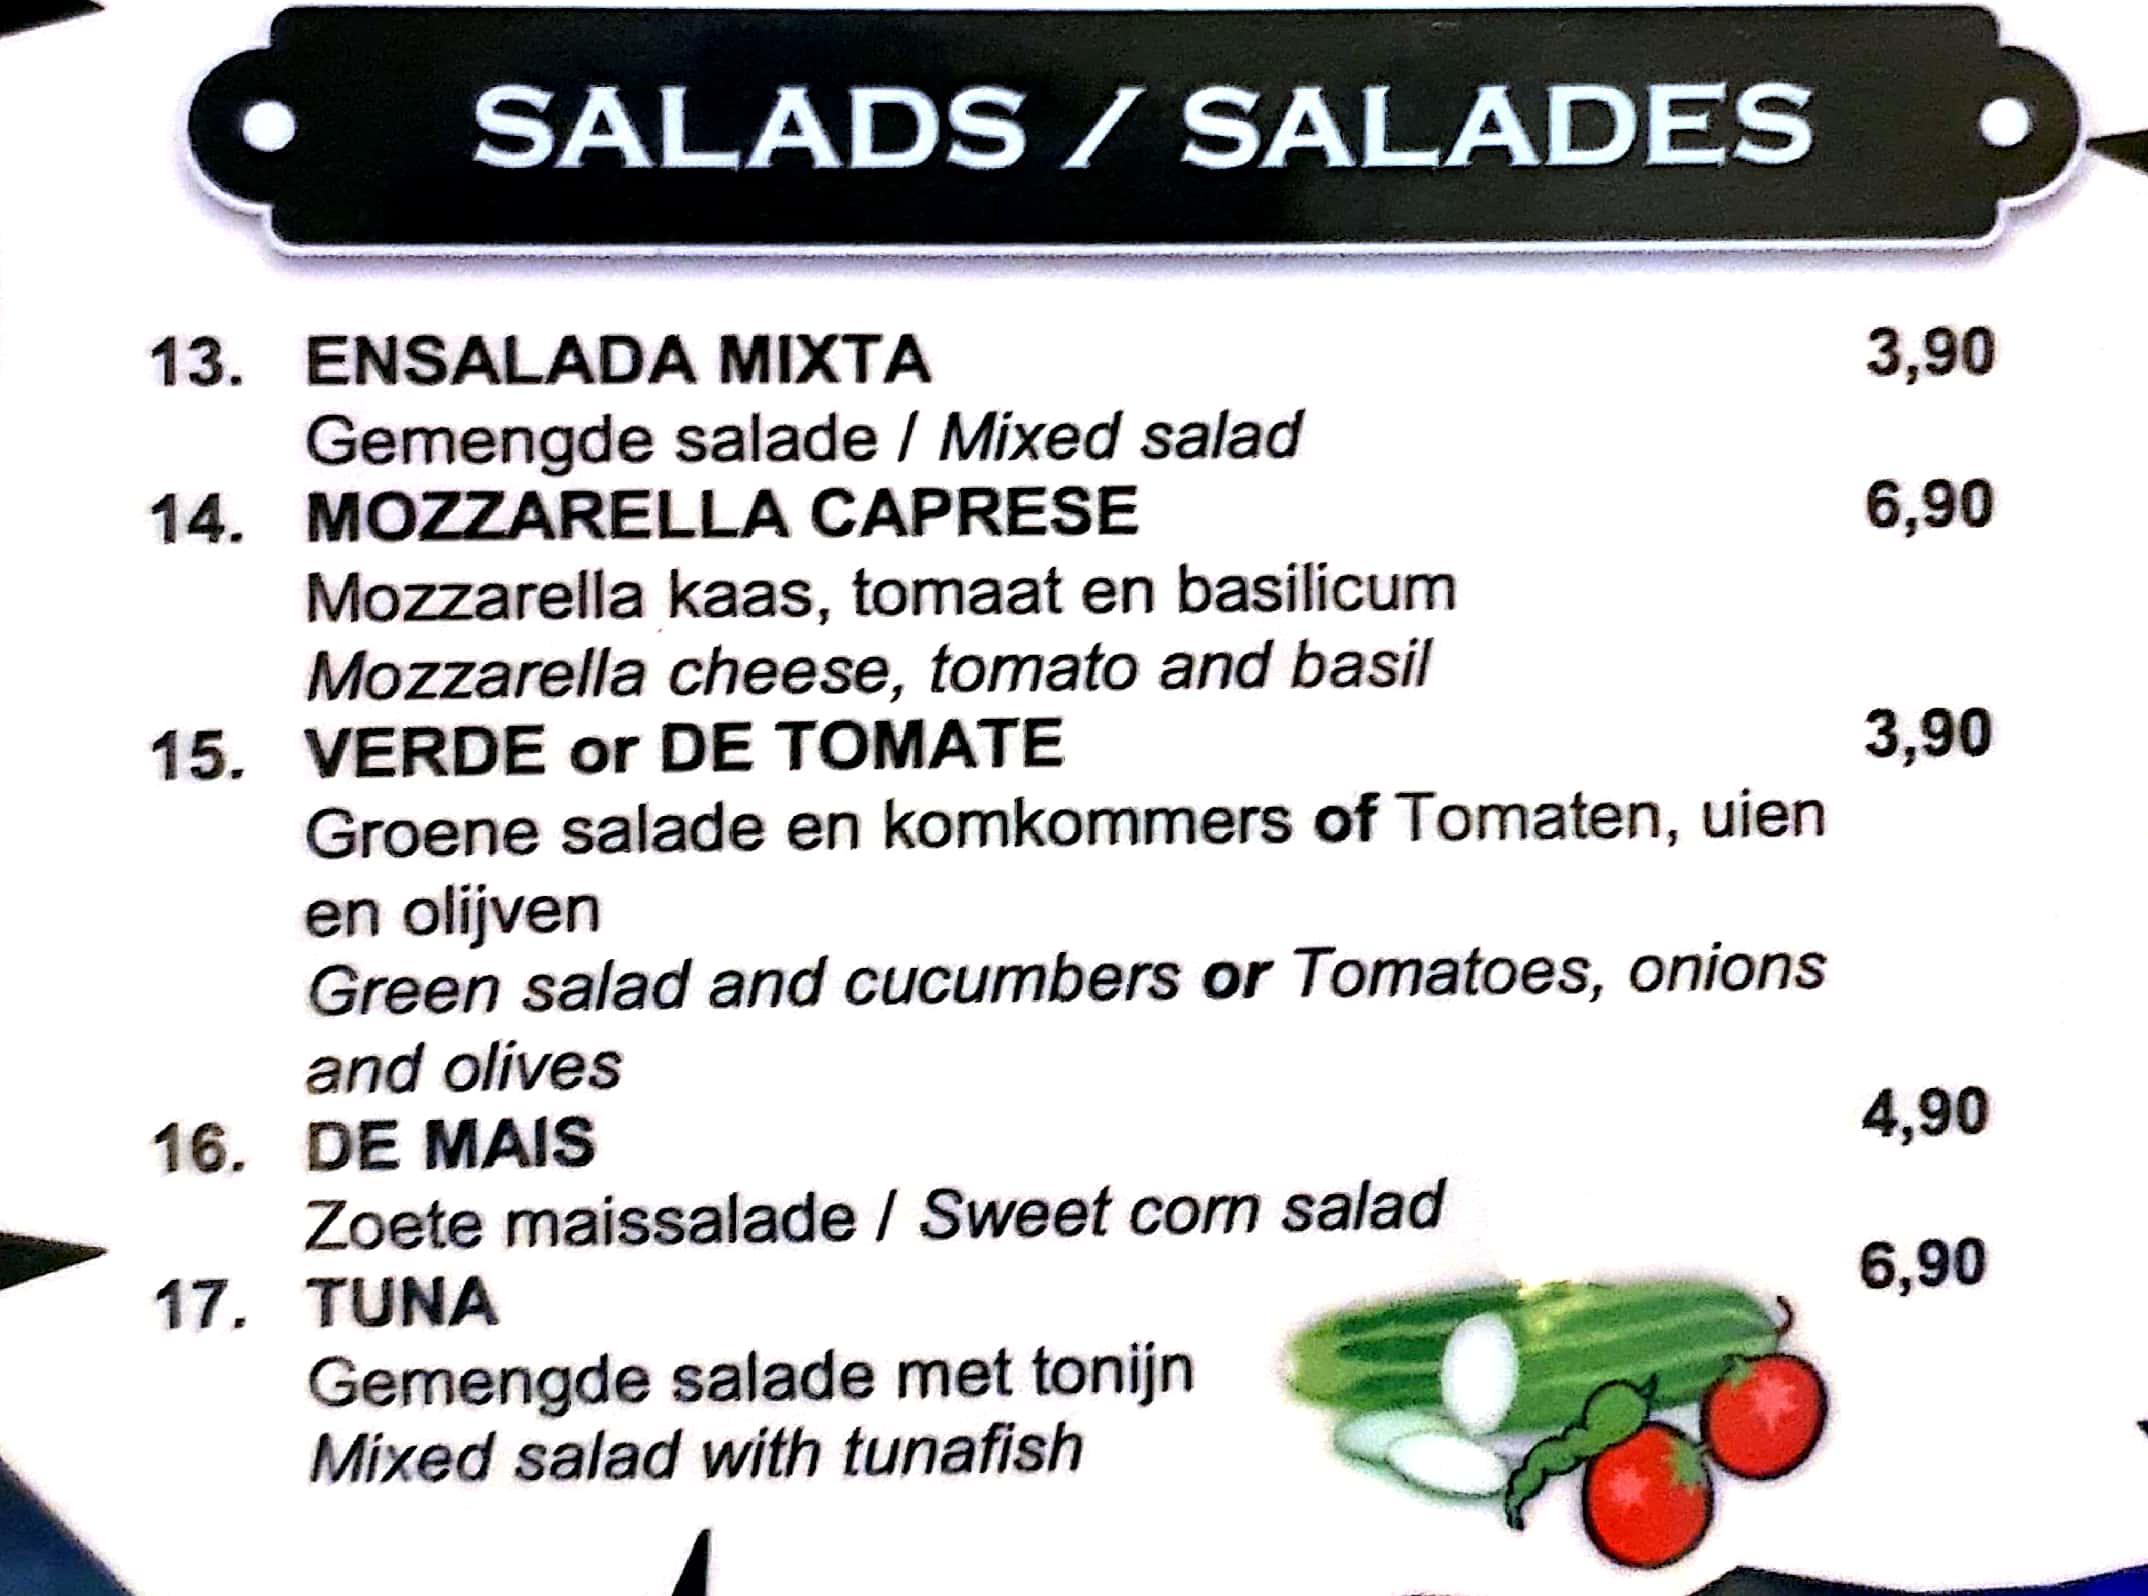 SALADS / SALADES
13. ENSALADA MIXTA 3,90
Gemengde salade / Mixed salad
14. MOZZARELLA CAPRESE 6,90
Mozzarella kaas, tomaat en basilicum
Mozzarella cheese, tomato and basil
15. VERDE or DE TOMATE 3,90
Groene salade en komkommers of Tomaten, uien
en olijven
Green salad and cucumbers or Tomatoes, onions
and olives
16. DE MAIS 4,90
Zoete maissalade / Sweet corn salad
17. TUNA 6,90
Gemengde salade met tonijn
Mixed salad with tunafish